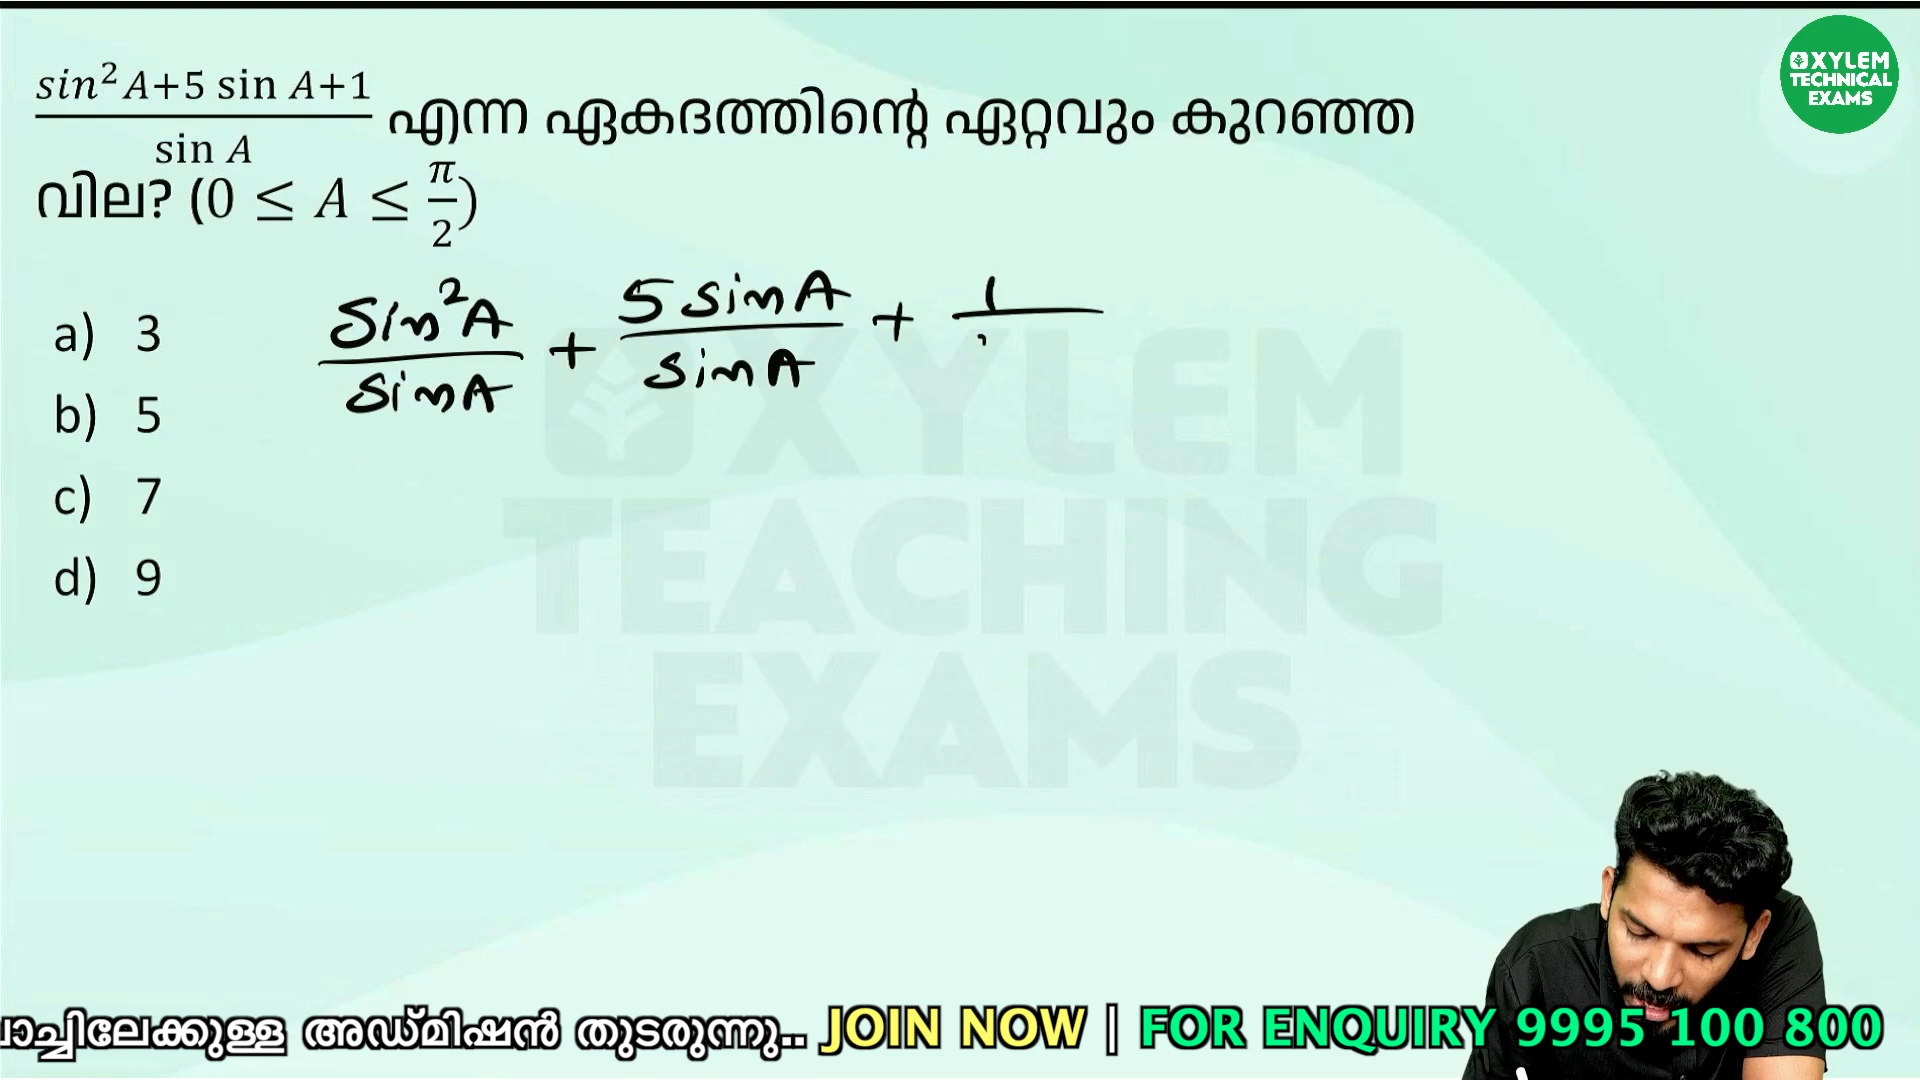 XYLEM
TECHNICAL
EXAMS
sin² A+5 sin A+1 / sin A എന്ന ഏകദത്തിന്റെ ഏറ്റവും കുറഞ്ഞ
വില? (0 ≤ A ≤ π/2)
sin²A / sinA + 5 sinA / sinA + 1
a) 3
b) 5
c) 7
d) 9
XYLEM
TEACHING
EXAMS
അഡ്മിഷൻ തുടരുന്നു.. JOIN NOW | FOR ENQUIRY 9995 100 800